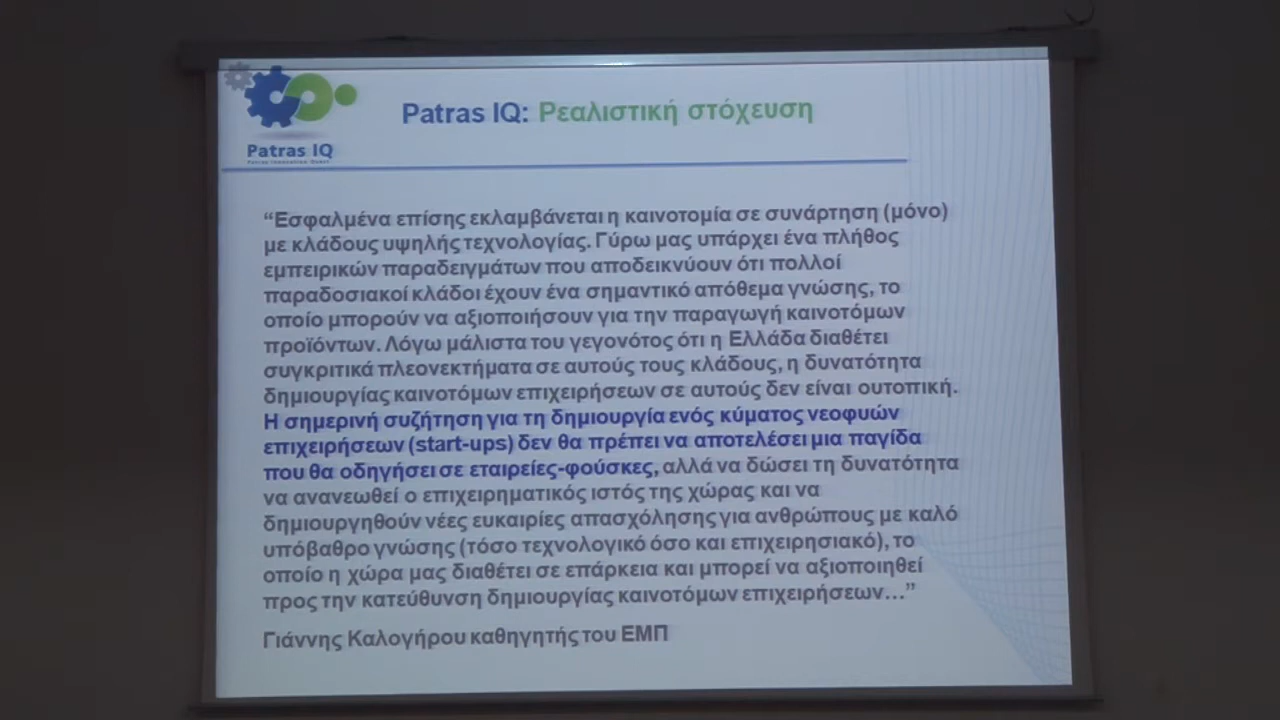 Patras IQ: Ρεαλιστική στόχευση
Patras IQ
Patras Innovation Quest
“Εσφαλμένα επίσης εκλαμβάνεται η καινοτομία σε συνάρτηση (μόνο)
με κλάδους υψηλής τεχνολογίας. Γύρω μας υπάρχει ένα πλήθος
εμπειρικών παραδειγμάτων που αποδεικνύουν ότι πολλοί
παραδοσιακοί κλάδοι έχουν ένα σημαντικό απόθεμα γνώσης, το
οποίο μπορούν να αξιοποιήσουν για την παραγωγή καινοτόμων
προϊόντων. Λόγω μάλιστα του γεγονότος ότι η Ελλάδα διαθέτει
συγκριτικά πλεονεκτήματα σε αυτούς τους κλάδους, η δυνατότητα
δημιουργίας καινοτόμων επιχειρήσεων σε αυτούς δεν είναι ουτοπική.
Η σημερινή συζήτηση για τη δημιουργία ενός κύματος νεοφυών
επιχειρήσεων (start-ups) δεν θα πρέπει να αποτελέσει μια παγίδα
που θα οδηγήσει σε εταιρείες-φούσκες, αλλά να δώσει τη δυνατότητα
να ανανεωθεί ο επιχειρηματικός ιστός της χώρας και να
δημιουργηθούν νέες ευκαιρίες απασχόλησης για ανθρώπους με καλό
υπόβαθρο γνώσης (τόσο τεχνολογικό όσο και επιχειρησιακό), το
οποίο η χώρα μας διαθέτει σε επάρκεια και μπορεί να αξιοποιηθεί
προς την κατεύθυνση δημιουργίας καινοτόμων επιχειρήσεων…”
Γιάννης Καλογήρου καθηγητής του ΕΜΠ